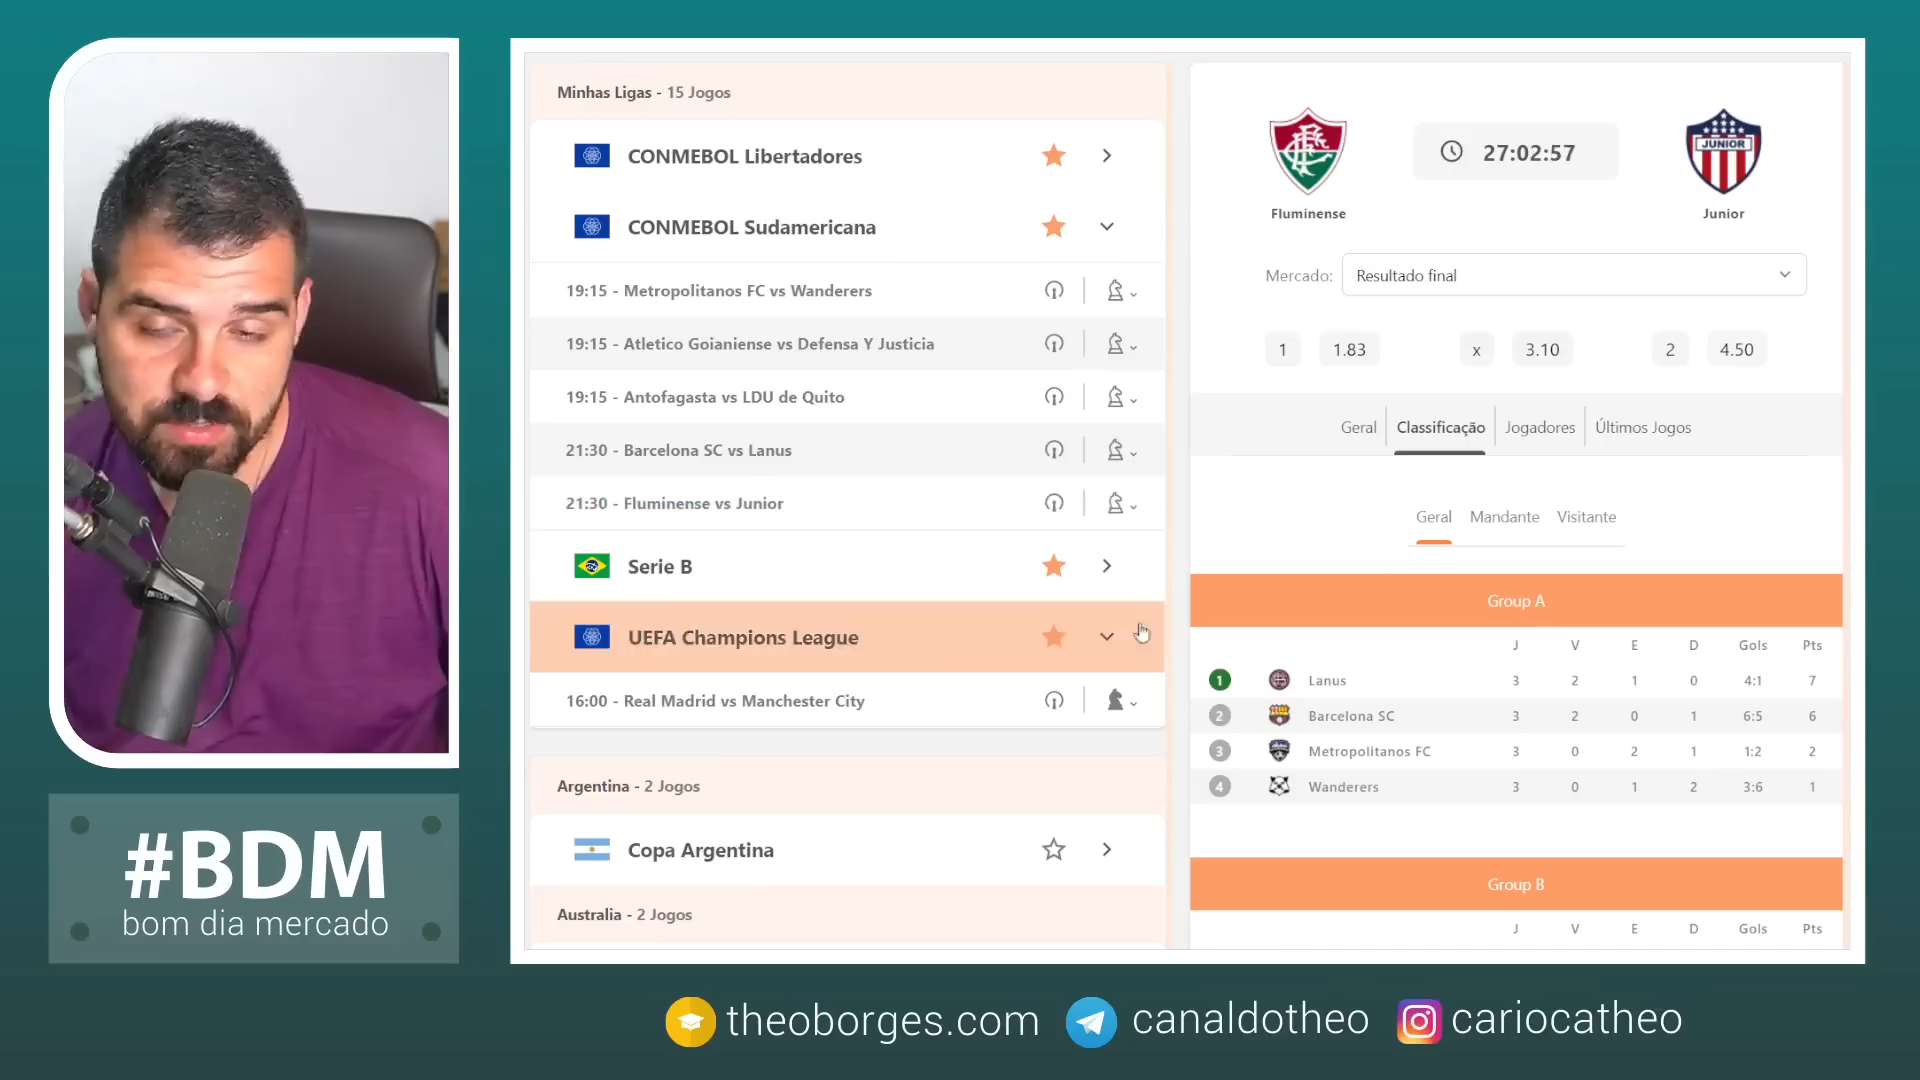 Minhas Ligas - 15 Jogos
CONMEBOL Libertadores
CONMEBOL Sudamericana
19:15 - Metropolitanos FC vs Wanderers
19:15 - Atletico Goianiense vs Defensa Y Justicia
19:15 - Antofagasta vs LDU de Quito
21:30 - Barcelona SC vs Lanus
21:30 - Fluminense vs Junior
Serie B
UEFA Champions League
16:00 - Real Madrid vs Manchester City
Argentina - 2 Jogos
Copa Argentina
Australia - 2 Jogos
JUNIOR
27:02:57
Fluminense
Junior
Mercado: Resultado final
1 1.83 x 3.10 2 4.50
Geral Classificação Jogadores Últimos Jogos
Geral Mandante Visitante
Group A
J V E D Gols Pts
1 Lanus 3 2 1 0 4:1 7
2 Barcelona SC 3 2 0 1 6:5 6
3 Metropolitanos FC 3 0 2 1 1:2 2
4 Wanderers 3 0 1 2 3:6 1
Group B
J V E D Gols Pts
#BDM
bom dia mercado
theoborges.com canaldotheo cariocatheo